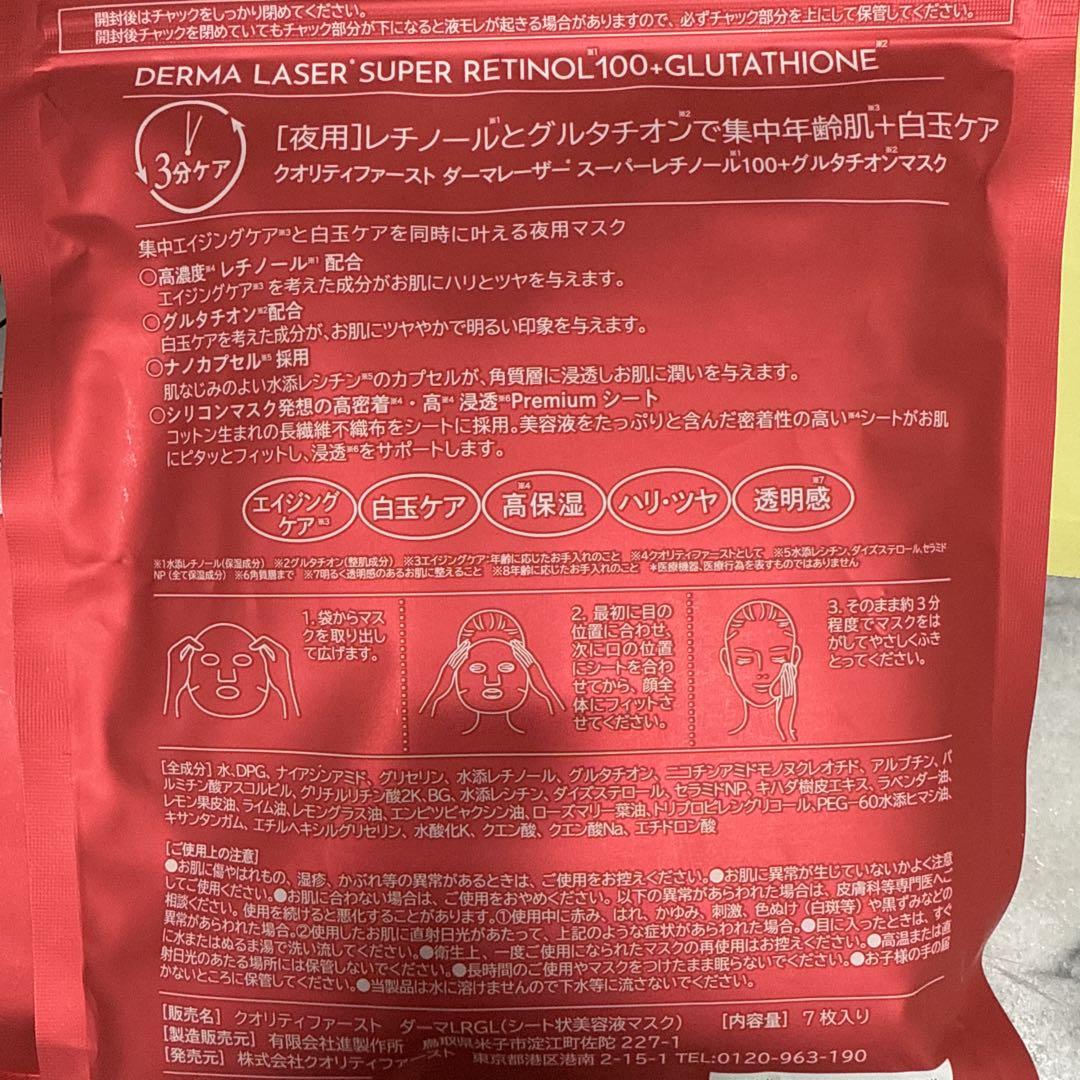 開封後はチャックをしっかり閉めてください。
開封後チャックを閉めていてもチャック部分が下になると液モレが起きる場合がありますので、必ずチャック部分を上にして保管してください。
DERMA LASER* SUPER RETINOL※1 100+GLUTATHIONE※2
3分ケア
[夜用]レチノール※1とグルタチオン※2で集中年齢肌※3+白玉ケア
クオリティファースト ダーマレーザー* スーパーレチノール※1100+グルタチオンマスク※2
集中エイジングケア※3と白玉ケアを同時に叶える夜用マスク
○高濃度※4 レチノール※1 配合
エイジングケア※3 を考えた成分がお肌にハリとツヤを与えます。
○グルタチオン※2配合
白玉ケアを考えた成分が、お肌にツヤやかで明るい印象を与えます。
○ナノカプセル※5 採用
肌なじみのよい水添レシチン※5のカプセルが、角質層に浸透しお肌に潤いを与えます。
○シリコンマスク発想の高密着※4・高※4 浸透※6Premium シート
コットン生まれの長繊維不織布をシートに採用。美容液をたっぷりと含んだ密着性の高い※4シートがお肌
にピタッとフィットし、浸透※6をサポートします。
エイジング
ケア※3
白玉ケア
高保湿※4
ハリ・ツヤ
透明感※7
※1水添レチノール(保湿成分) ※2グルタチオン(整肌成分) ※3エイジングケア・年齢に応じたお手入れのこと ※4クオリティファーストとして ※5水添レシチン、ダイズステロール、セラミド
NP (全て保湿成分) ※6角質層まで ※7明るく透明感のあるお肌に整えること ※8年齢に応じたお手入れのこと *医療機器、医療行為を表すものではありません
1. 袋からマス
クを取り出し
て広げます。
2. 最初に目の
位置に合わせ、
次に口の位置
にシートを合わ
せてから、顔全
体にフィットさ
せてください。
3. そのまま約3分
程度でマスクをは
がしてやさしくふき
とってください。
[全成分] 水、DPG、ナイアシンアミド、グリセリン、水添レチノール、グルタチオン、ニコチンアミドモノヌクレオチド、アルブチン、パ
ルミチン酸アスコルビル、グリチルリチン酸2K、BG、水添レシチン、ダイズステロール、セラミドNP、キハダ樹皮エキス、ラベンダー油、
レモン果皮油、ライム油、レモングラス油、エンピツビャクシン油、ローズマリー葉油、トリプロピレングリコール、PEG-60水添ヒマシ油、
キサンタンガム、エチルヘキシルグリセリン、水酸化K、クエン酸、クエン酸Na、エチドロン酸
[ご使用上の注意]
●お肌に傷やはれもの、湿疹、かぶれ等の異常があるときは、ご使用をお控えください。●お肌に異常が生じていないかよく注意
してご使用ください。●お肌に合わない場合は、ご使用をおやめください。以下の異常があらわれた場合は、皮膚科等専門医へご
相談ください。使用を続けると悪化することがあります。①使用中に赤み、はれ、かゆみ、刺激、色ぬけ(白斑等)や黒ずみなどの
異常があらわれた場合。②使用したお肌に直射日光があたって、上記のような症状があらわれた場合。●目に入ったときは、すぐ
に水またはぬるま湯で洗い流してください。●衛生上、一度ご使用になられたマスクの再使用はお控えください。●高温または直
射日光のあたる場所には保管しないでください。●長時間のご使用やマスクをつけたまま眠らないでください。●お子様の手の届
かないところに保管してください。●当製品は水に溶けませんので下水等に流さないでください。
[販売名] クオリティファースト ダーマLRGL(シート状美容液マスク) [内容量] 7枚入り
[製造販売元] 有限会社進製作所 鳥取県米子市淀江町佐陀 227-1
[発売元] 株式会社クオリティファースト 東京都港区港南 2-15-1 TEL:0120-963-190